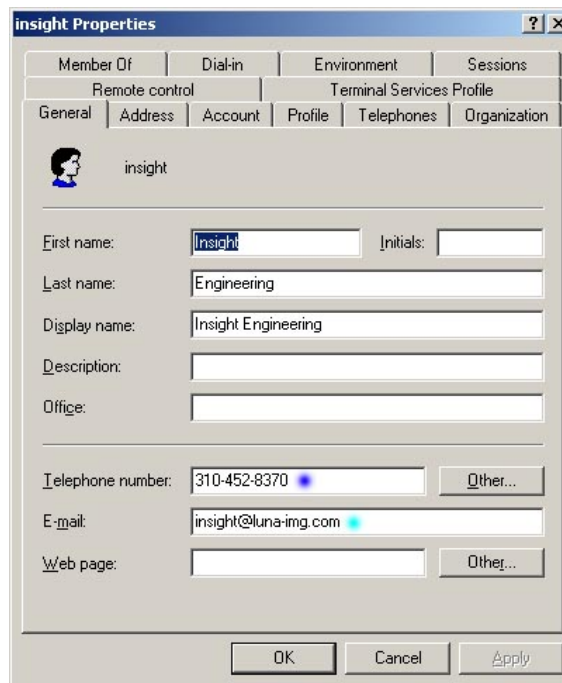 insight Properties
Member Of Dial-in Environment Sessions
Remote control Terminal Services Profile
General Address Account Profile Telephones Organization
insight
First name: Insight Initials:
Last name: Engineering
Display name: Insight Engineering
Description:
Office:
Telephone number: 310-452-8370 Other...
E-mail: insight@luna-img.com
Web page: Other...
OK Cancel Apply